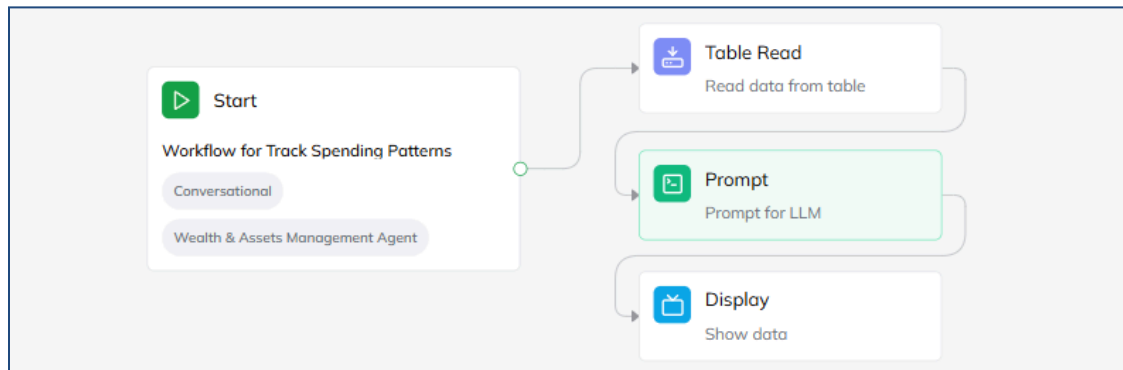 Start
Workflow for Track Spending Patterns
Conversational
Wealth & Assets Management Agent
Table Read
Read data from table
Prompt
Prompt for LLM
Display
Show data